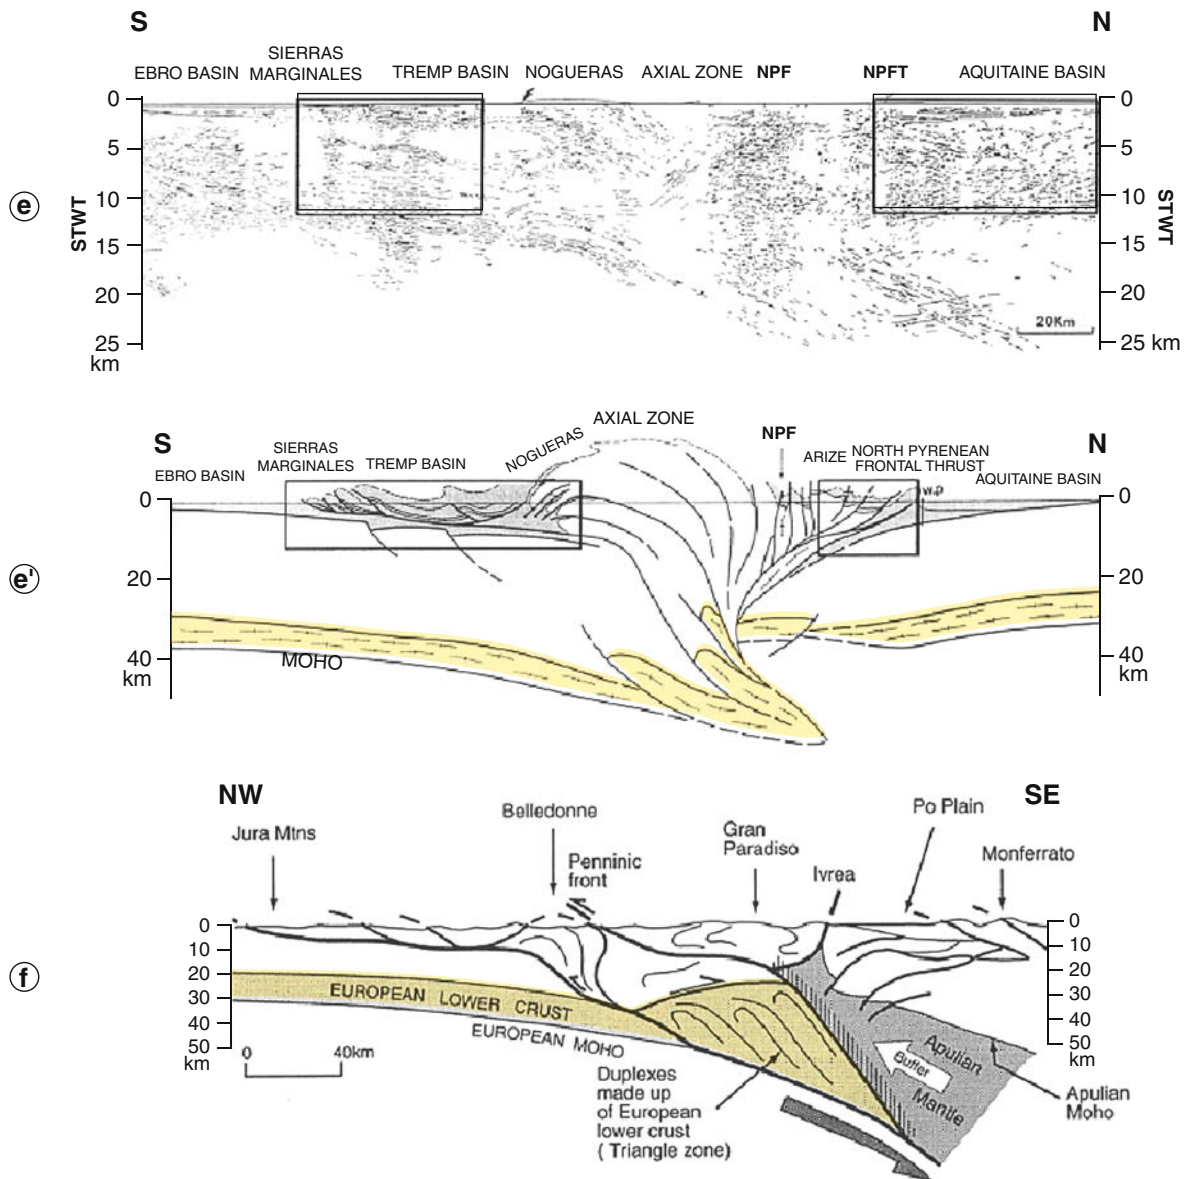 S
N
EBRO BASIN
SIERRAS
MARGINALES
TREMP BASIN
NOGUERAS
AXIAL ZONE
NPF
NPFT
AQUITAINE BASIN
e
STWT
0
5
10
15
20
25
km
0
5
10
15
20
25 km
STWT
20Km
S
N
EBRO BASIN
SIERRAS
MARGINALES
TREMP BASIN
NOGUERAS
AXIAL ZONE
NPF
ARIZE
NORTH PYRENEAN
FRONTAL THRUST
AQUITAINE BASIN
e'
0
20
40
km
0
20
40
km
MOHO
NW
SE
Jura Mtns
Belledonne
Penninic
front
Gran
Paradiso
Ivrea
Po Plain
Monferrato
f
0
10
20
30
40
50
km
0
10
20
30
40
50
km
EUROPEAN LOWER CRUST
EUROPEAN MOHO
0 40km
Duplexes
made up
of European
lower crust
( Triangle zone)
Buffer
Apulian
Mantle
Apulian
Moho